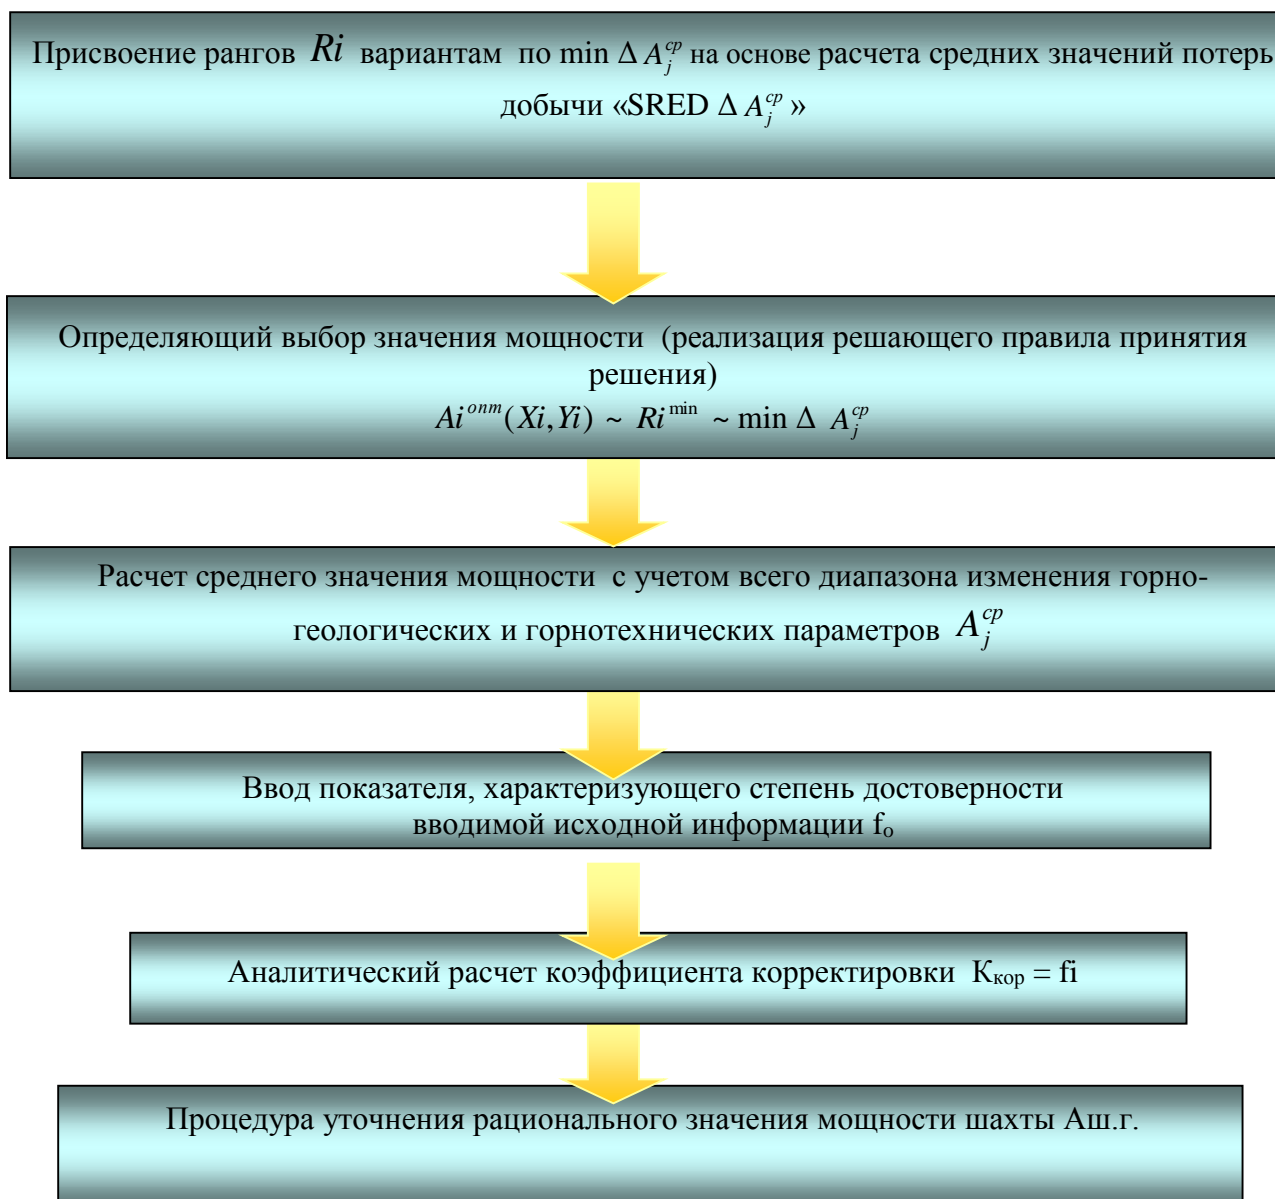 Присвоение рангов Ri вариантам по min Δ A_j^ср на основе расчета средних значений потерь
добычи «SRED Δ A_j^ср »
Определяющий выбор значения мощности (реализация решающего правила принятия
решения)
Ai^опт (Xi, Yi) ~ Ri^min ~ min Δ A_j^ср
Расчет среднего значения мощности с учетом всего диапазона изменения горно-
геологических и горнотехнических параметров A_j^ср
Ввод показателя, характеризующего степень достоверности
вводимой исходной информации f_о
Аналитический расчет коэффициента корректировки К_кор = fi
Процедура уточнения рационального значения мощности шахты Аш.г.